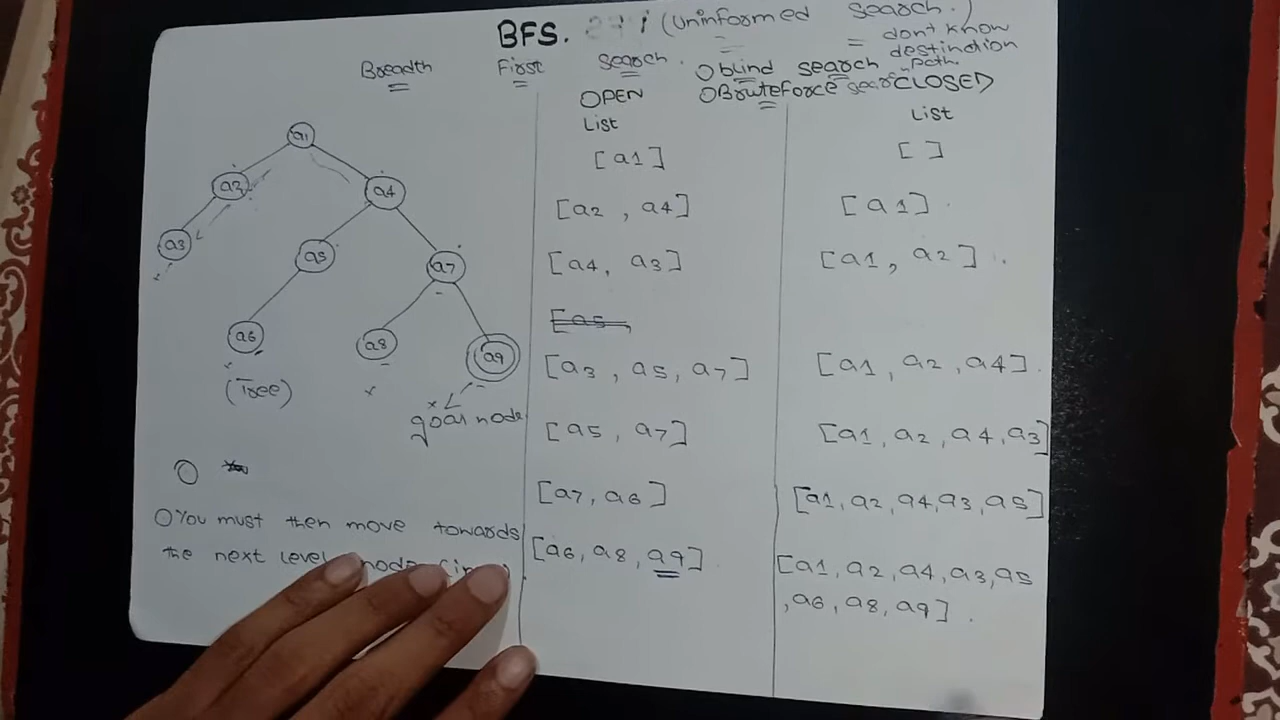 BFS. (Uninformed search.)
= don't know
destination
path.
Breadth First Search.
O blind search
O Bruteforce search
OPEN
List
CLOSED
List
[a1] []
[a2, a4] [a1].
[a4, a3] [a1, a2].
[a5,
[a3, a5, a7] [a1, a2, a4].
[a5, a7] [a1, a2, a4, a3]
[a7, a6] [a1, a2, a4, a3, a5]
[a6, a8, a9] [a1, a2, a4, a3, a5
, a6, a8, a9].
a1
a2 a4
a3 a5 a7
a6 a8 a9
(Tree)
goal node
O You must then move towards
the next level node